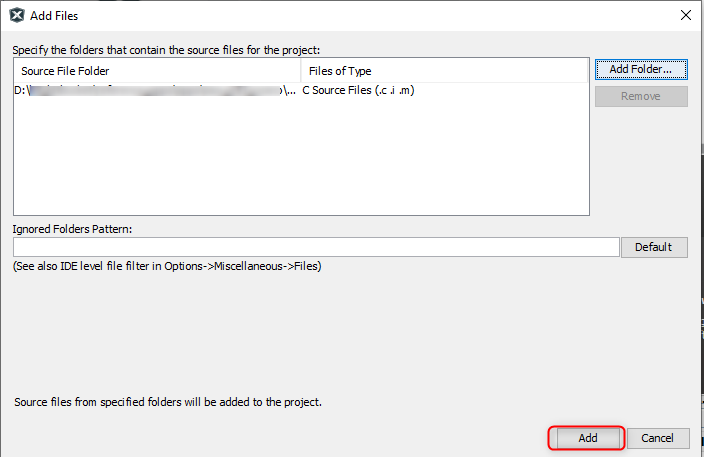 Add Files
Specify the folders that contain the source files for the project:
Source File Folder Files of Type
D:\ \... C Source Files (.c .i .m)
Add Folder...
Remove
Ignored Folders Pattern:
Default
(See also IDE level file filter in Options->Miscellaneous->Files)
Source files from specified folders will be added to the project.
Add Cancel